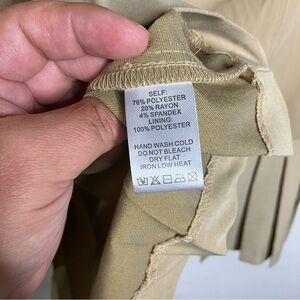 SELF:
76% POLYESTER
20% RAYON
4% SPANDEX
LINING:
100% POLYESTER
HAND WASH COLD
DO NOT BLEACH
DRY FLAT
IRON LOW HEAT